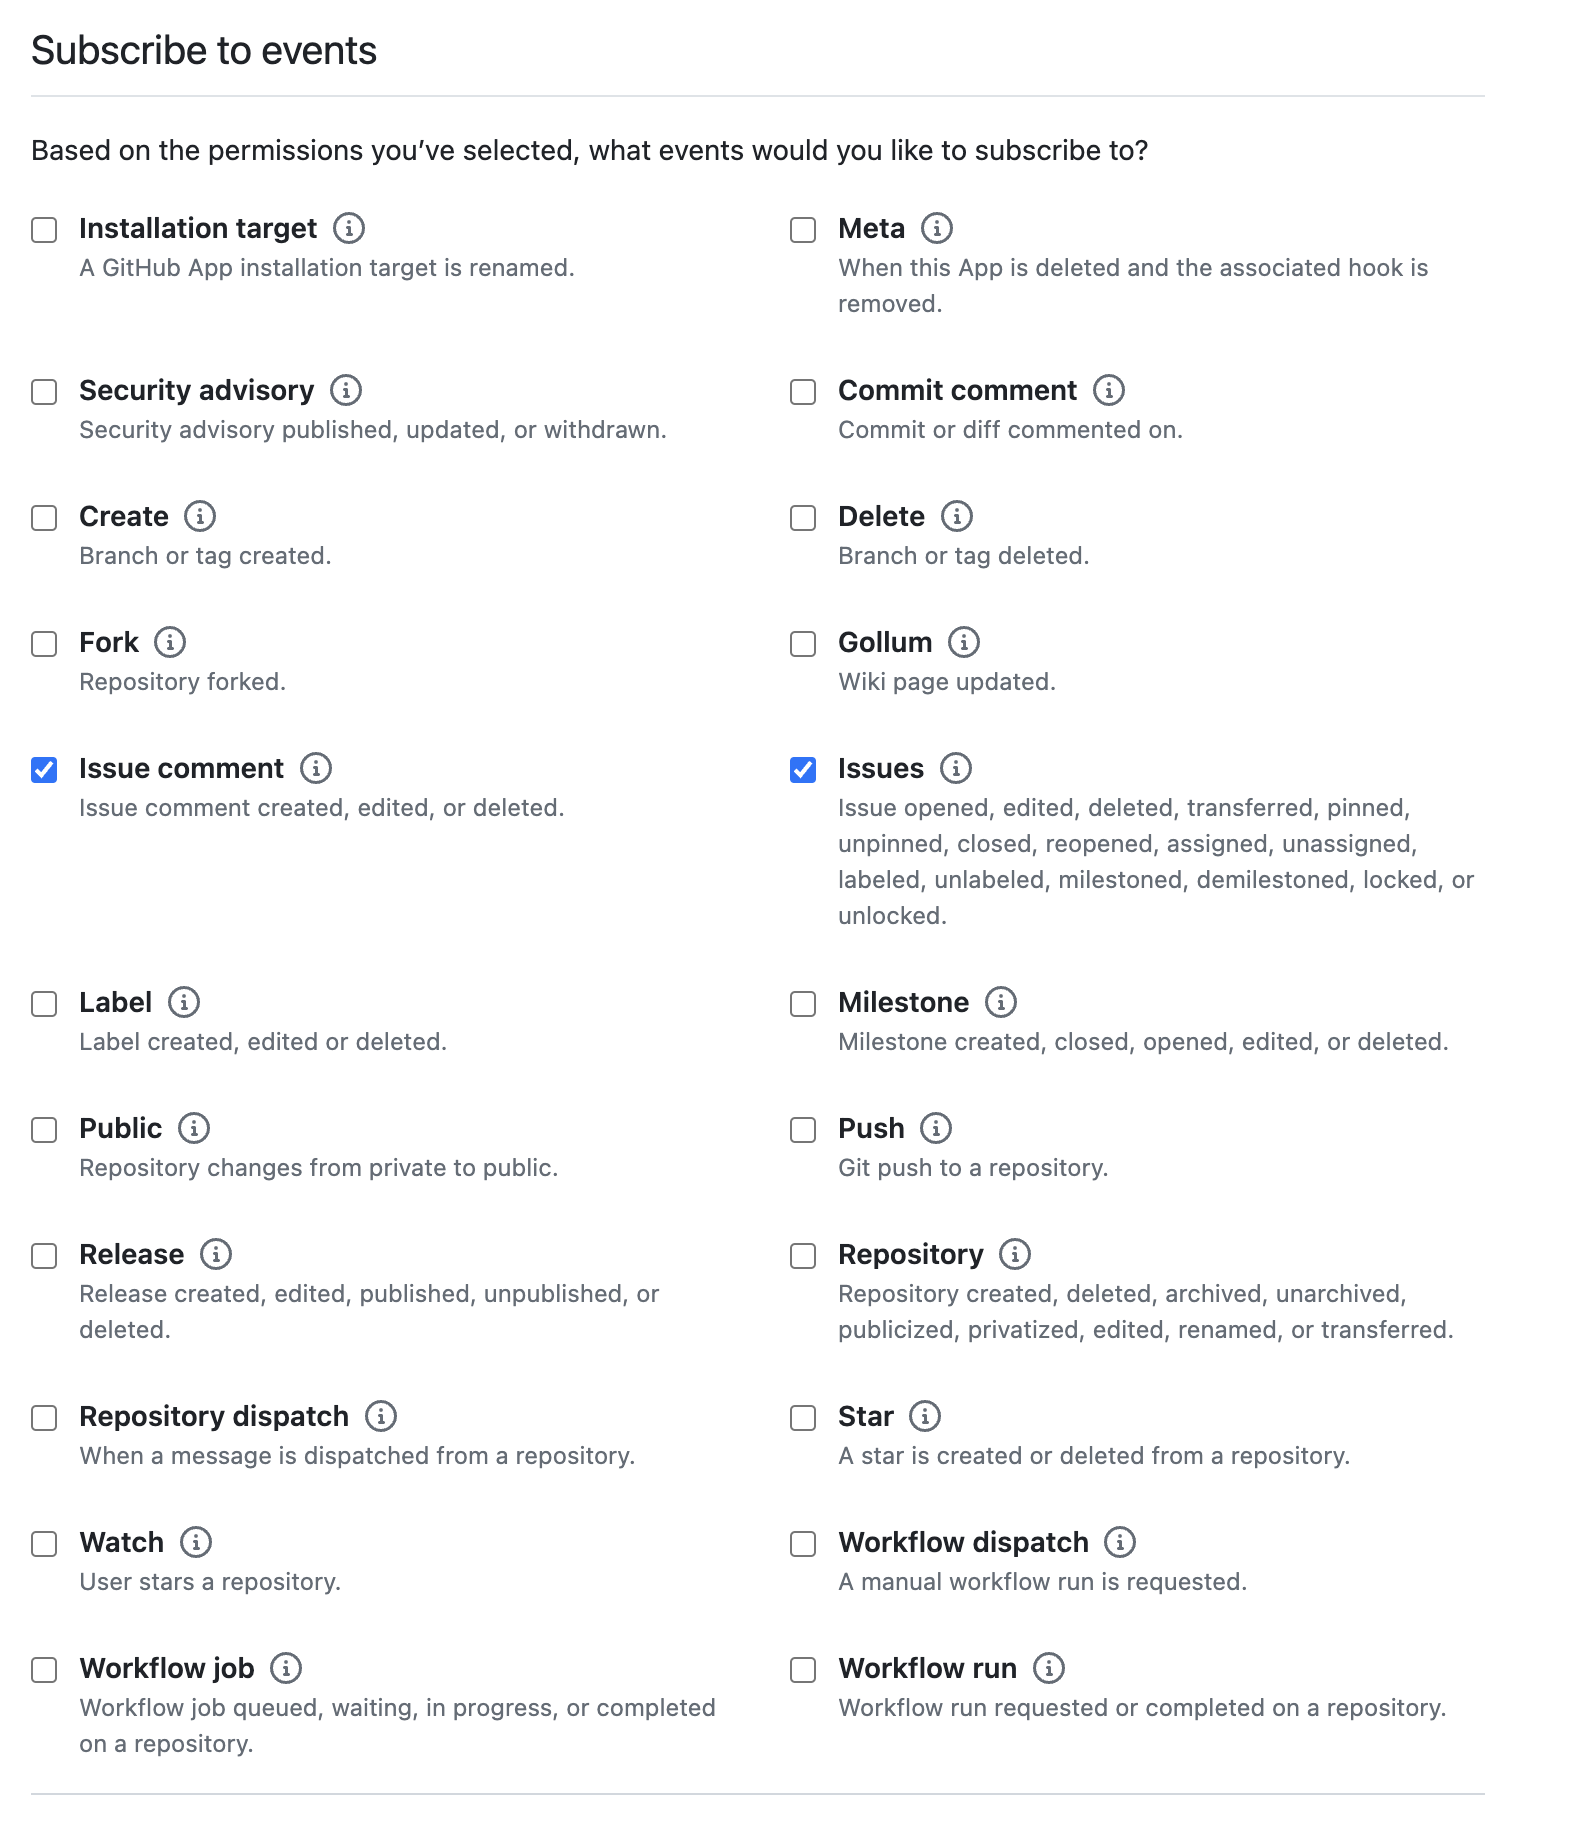 Subscribe to events
Based on the permissions you’ve selected, what events would you like to subscribe to?
Installation target
A GitHub App installation target is renamed.
Meta
When this App is deleted and the associated hook is
removed.
Security advisory
Security advisory published, updated, or withdrawn.
Commit comment
Commit or diff commented on.
Create
Branch or tag created.
Delete
Branch or tag deleted.
Fork
Repository forked.
Gollum
Wiki page updated.
Issue comment
Issue comment created, edited, or deleted.
Issues
Issue opened, edited, deleted, transferred, pinned,
unpinned, closed, reopened, assigned, unassigned,
labeled, unlabeled, milestoned, demilestoned, locked, or
unlocked.
Label
Label created, edited or deleted.
Milestone
Milestone created, closed, opened, edited, or deleted.
Public
Repository changes from private to public.
Push
Git push to a repository.
Release
Release created, edited, published, unpublished, or
deleted.
Repository
Repository created, deleted, archived, unarchived,
publicized, privatized, edited, renamed, or transferred.
Repository dispatch
When a message is dispatched from a repository.
Star
A star is created or deleted from a repository.
Watch
User stars a repository.
Workflow dispatch
A manual workflow run is requested.
Workflow job
Workflow job queued, waiting, in progress, or completed
on a repository.
Workflow run
Workflow run requested or completed on a repository.